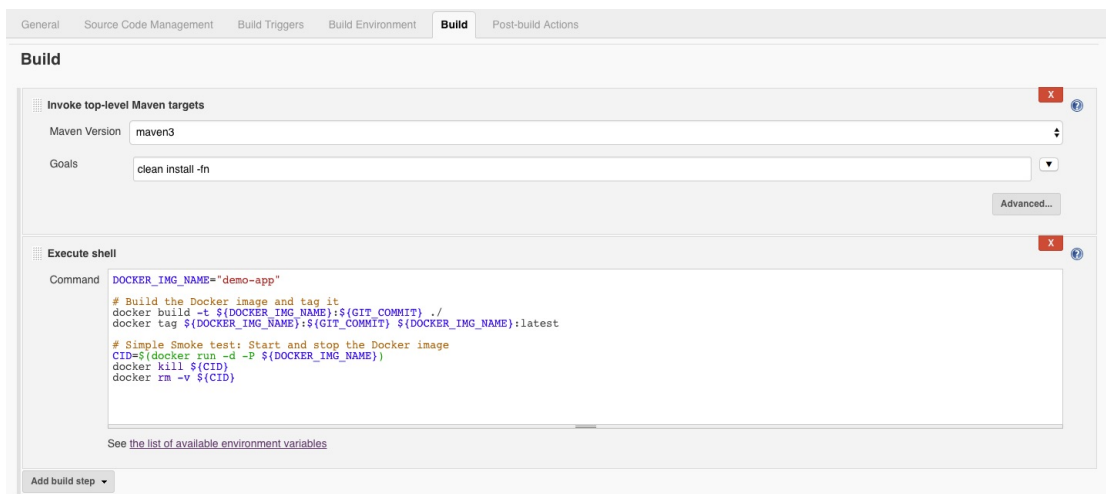 General Source Code Management Build Triggers Build Environment Build Post-build Actions
Build
Invoke top-level Maven targets
X
Maven Version maven3
Goals clean install -fn
Advanced...
Execute shell
X
Command DOCKER_IMG_NAME="demo-app"
# Build the Docker image and tag it
docker build -t ${DOCKER_IMG_NAME}:${GIT_COMMIT} ./
docker tag ${DOCKER_IMG_NAME}:${GIT_COMMIT} ${DOCKER_IMG_NAME}:latest
# Simple Smoke test: Start and stop the Docker image
CID=$(docker run -d -P ${DOCKER_IMG_NAME})
docker kill ${CID}
docker rm -v ${CID}
See the list of available environment variables
Add build step